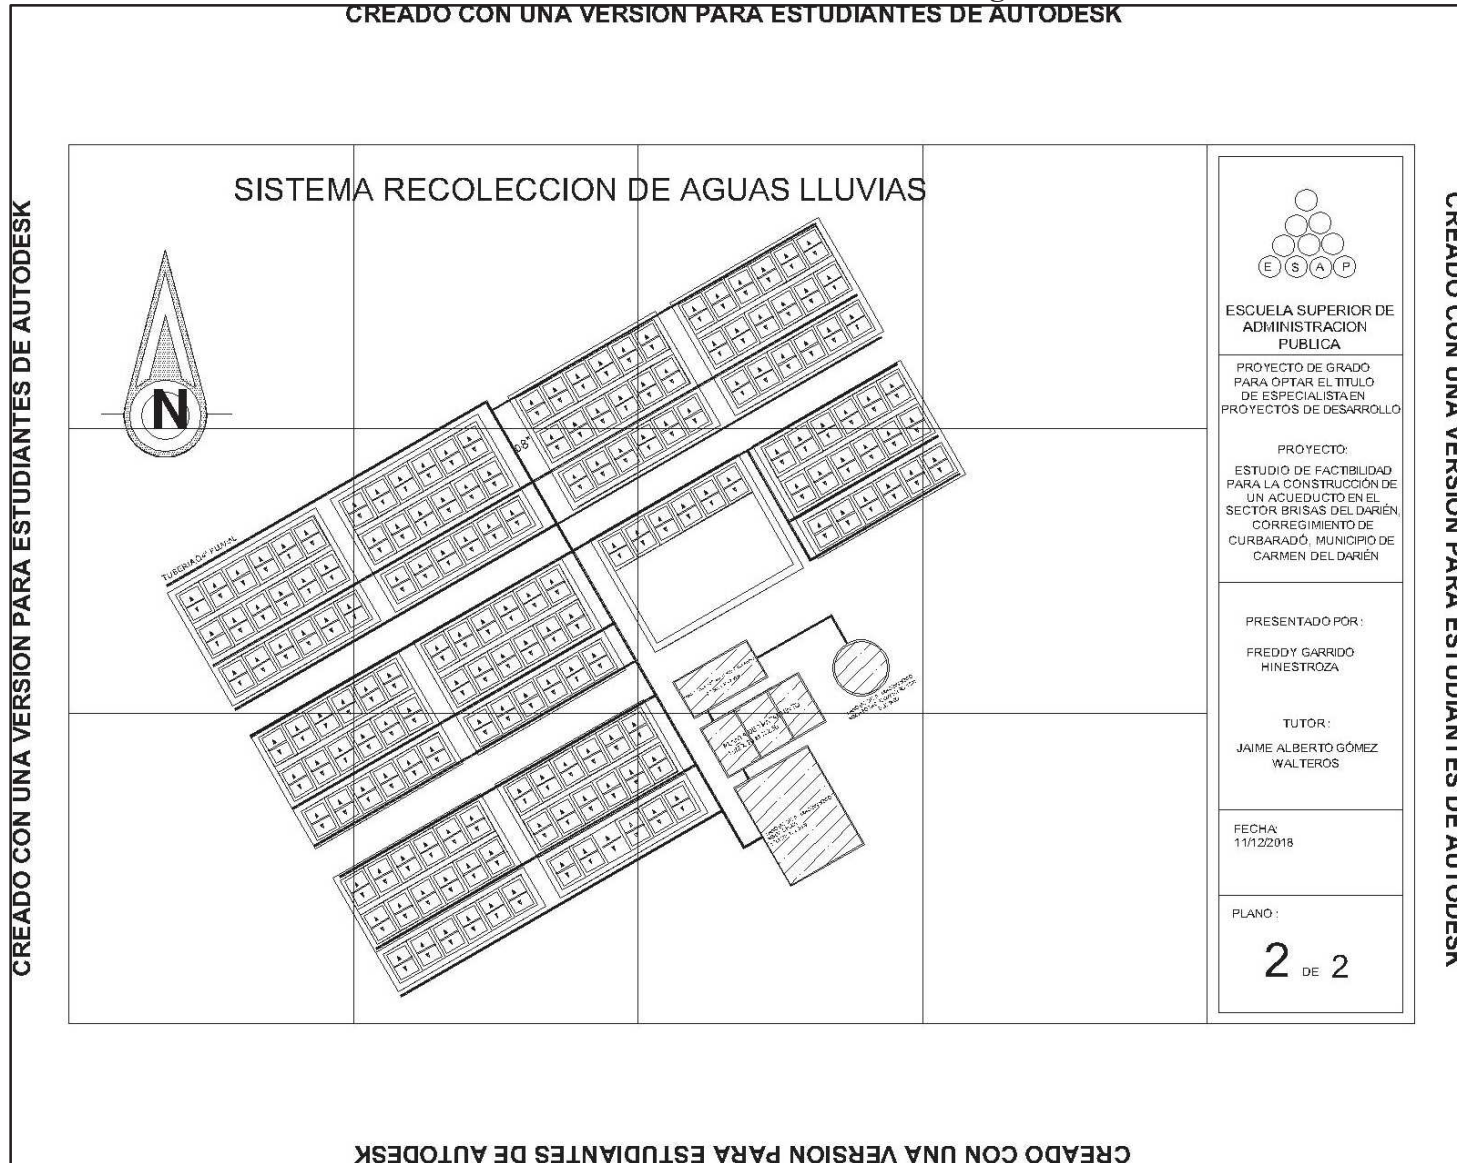 CREADO CON UNA VERSION PARA ESTUDIANTES DE AUTODESK
CREADO CON UNA VERSION PARA ESTUDIANTES DE AUTODESK
SISTEMA RECOLECCION DE AGUAS LLUVIAS
N
Ø8"
TUBERIA Ø4" PLUVIAL
E S A P
ESCUELA SUPERIOR DE
ADMINISTRACION
PUBLICA
PROYECTO DE GRADO
PARA OPTAR EL TITULO
DE ESPECIALISTA EN
PROYECTOS DE DESARROLLO
PROYECTO:
ESTUDIO DE FACTIBILIDAD
PARA LA CONSTRUCCIÓN DE
UN ACUEDUCTO EN EL
SECTOR BRISAS DEL DARIÉN,
CORREGIMIENTO DE
CURBARADÓ, MUNICIPIO DE
CARMEN DEL DARIÉN
PRESENTADO POR:
FREDDY GARRIDO
HINESTROZA
TUTOR:
JAIME ALBERTO GÓMEZ
WALTEROS
FECHA:
11/12/2018
PLANO:
2 DE 2
CREADO CON UNA VERSION PARA ESTUDIANTES DE AUTODESK
CREADO CON UNA VERSION PARA ESTUDIANTES DE AUTODESK